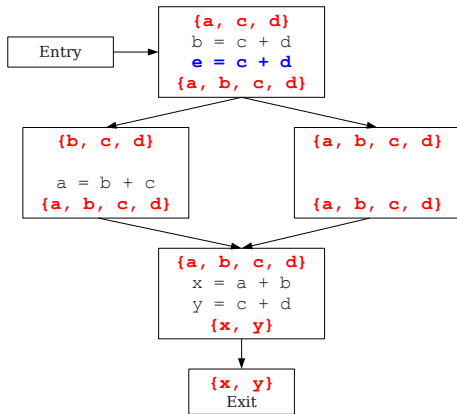 Entry
{a, c, d}
b = c + d
e = c + d
{a, b, c, d}
{b, c, d}
a = b + c
{a, b, c, d}
{a, b, c, d}
{a, b, c, d}
{a, b, c, d}
x = a + b
y = c + d
{x, y}
{x, y}
Exit